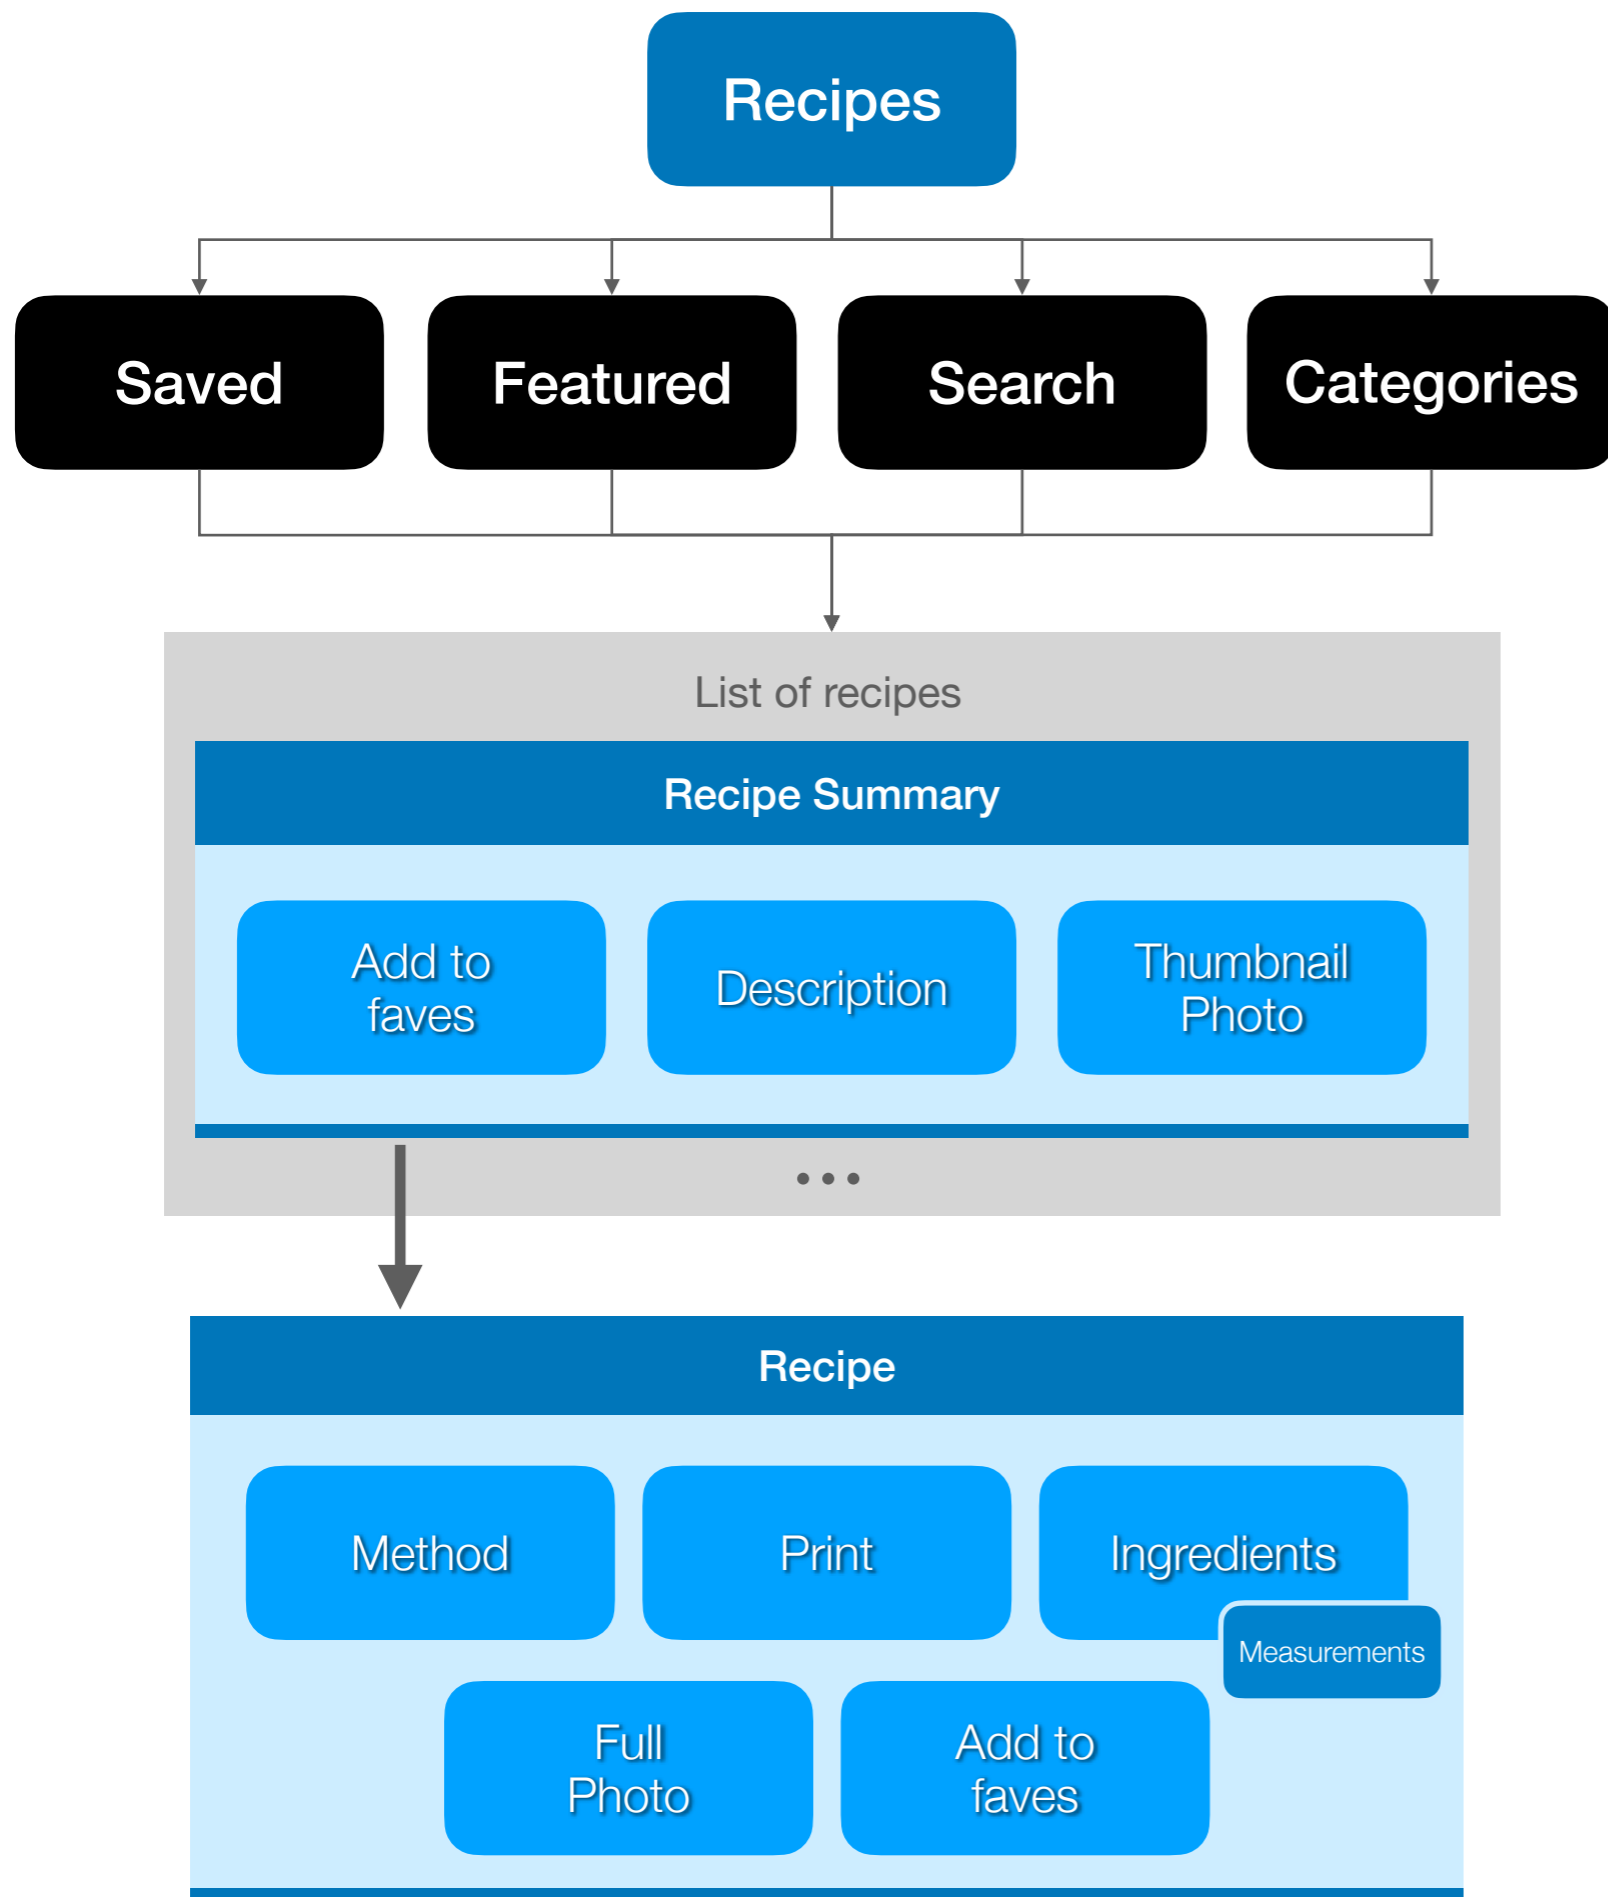 Recipes
Saved
Featured
Search
Categories
List of recipes
Recipe Summary
Add to
faves
Description
Thumbnail
Photo
...
Recipe
Method
Print
Ingredients
Measurements
Full
Photo
Add to
faves